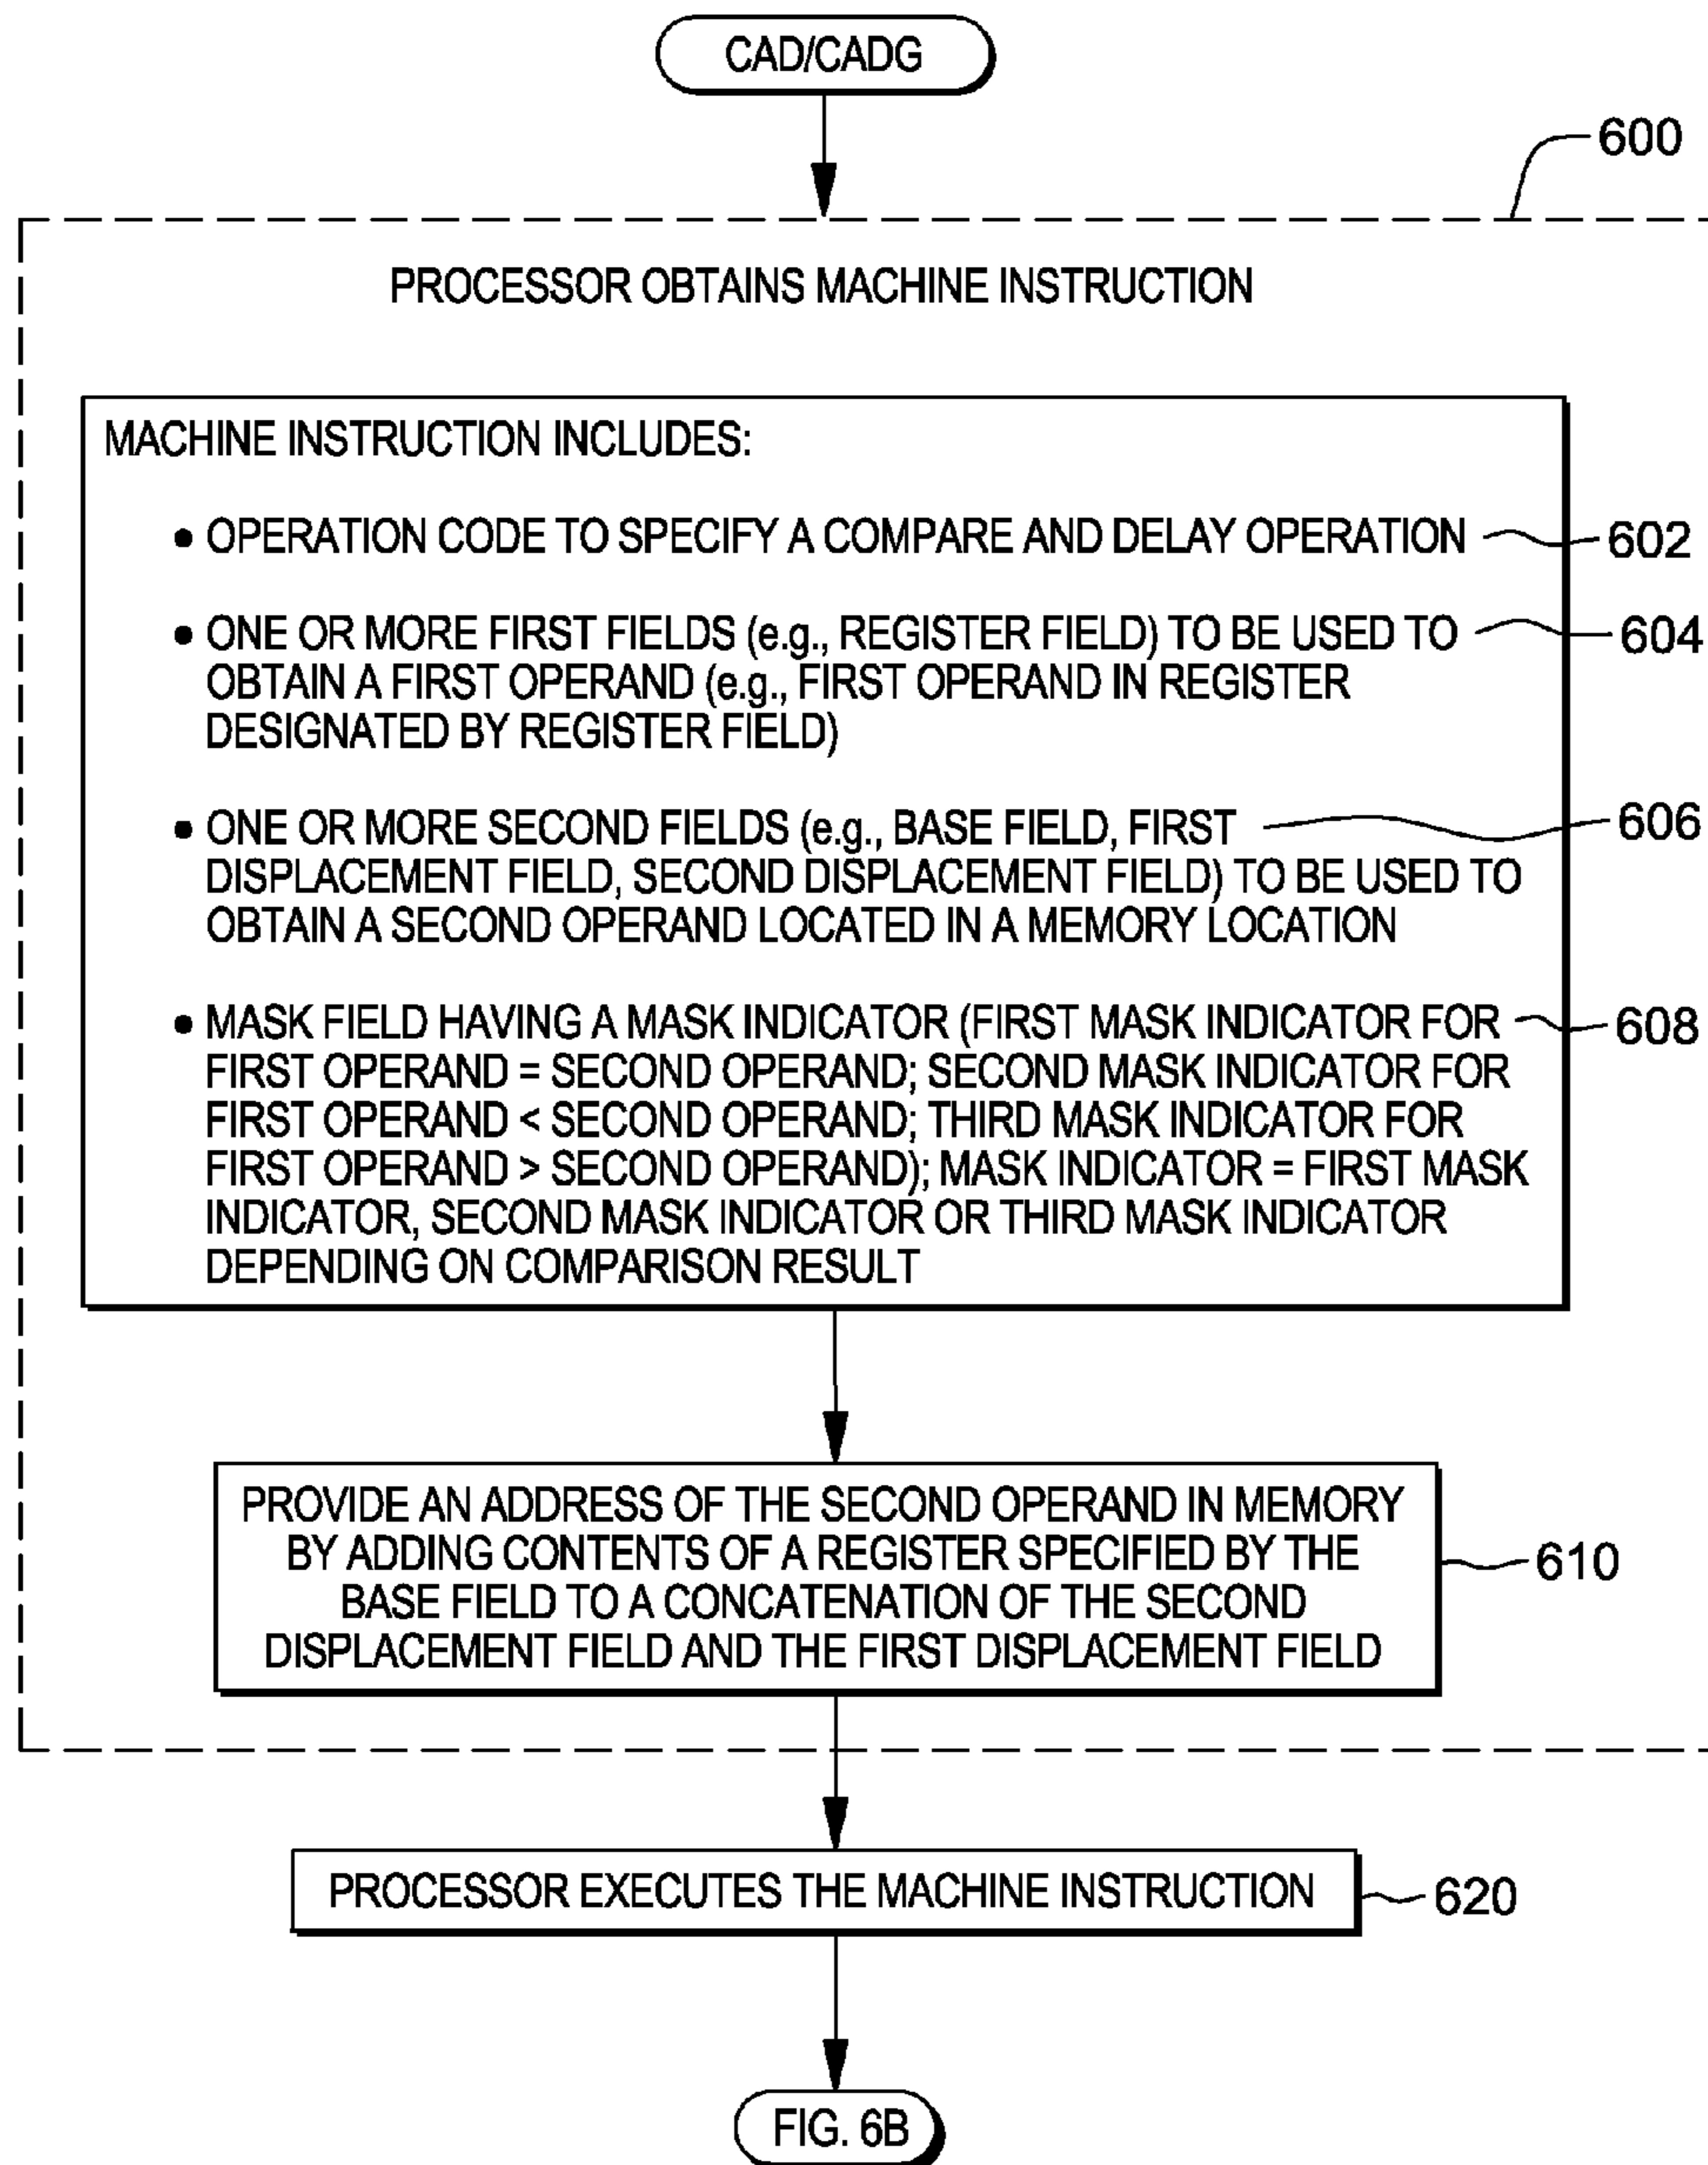 CAD/CADG
600
PROCESSOR OBTAINS MACHINE INSTRUCTION
MACHINE INSTRUCTION INCLUDES:
• OPERATION CODE TO SPECIFY A COMPARE AND DELAY OPERATION
602
• ONE OR MORE FIRST FIELDS (e.g., REGISTER FIELD) TO BE USED TO
604
OBTAIN A FIRST OPERAND (e.g., FIRST OPERAND IN REGISTER
DESIGNATED BY REGISTER FIELD)
• ONE OR MORE SECOND FIELDS (e.g., BASE FIELD, FIRST
606
DISPLACEMENT FIELD, SECOND DISPLACEMENT FIELD) TO BE USED TO
OBTAIN A SECOND OPERAND LOCATED IN A MEMORY LOCATION
• MASK FIELD HAVING A MASK INDICATOR (FIRST MASK INDICATOR FOR
608
FIRST OPERAND = SECOND OPERAND; SECOND MASK INDICATOR FOR
FIRST OPERAND < SECOND OPERAND; THIRD MASK INDICATOR FOR
FIRST OPERAND > SECOND OPERAND); MASK INDICATOR = FIRST MASK
INDICATOR, SECOND MASK INDICATOR OR THIRD MASK INDICATOR
DEPENDING ON COMPARISON RESULT
PROVIDE AN ADDRESS OF THE SECOND OPERAND IN MEMORY
BY ADDING CONTENTS OF A REGISTER SPECIFIED BY THE
BASE FIELD TO A CONCATENATION OF THE SECOND
DISPLACEMENT FIELD AND THE FIRST DISPLACEMENT FIELD
610
PROCESSOR EXECUTES THE MACHINE INSTRUCTION
620
FIG. 6B